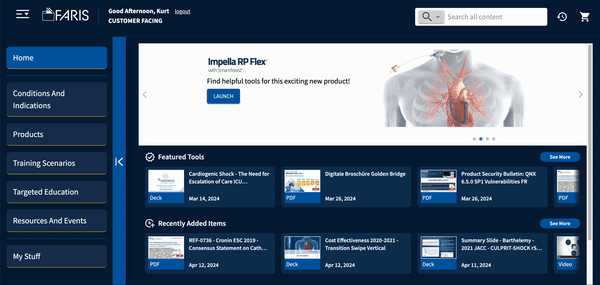 FARIS
Good Afternoon, Kurt logout
CUSTOMER FACING
Search all content
Home
Conditions And
Indications
Products
Training Scenarios
Targeted Education
Resources And Events
My Stuff
Impella RP Flex™
with SmartAssist®
Find helpful tools for this exciting new product!
LAUNCH
Featured Tools
See More
Deck
Cardiogenic Shock - The Need for
Escalation of Care ICU...
Mar 14, 2024
PDF
Digitale Broschüre Golden Bridge
Mar 26, 2024
PDF
Product Security Bulletin: QNX
6.5.0 SP1 Vulnerabilities FR
Mar 26, 2024
PDF
Recently Added Items
See More
PDF
REF-0736 - Cronin ESC 2019 -
Consensus Statement on Cath...
Apr 12, 2024
Deck
Cost Effectiveness 2020-2021 -
Transition Swipe Vertical
Apr 12, 2024
Deck
Summary Slide - Barthelemy -
2021 JACC - CULPRIT-SHOCK rS...
Apr 11, 2024
Video